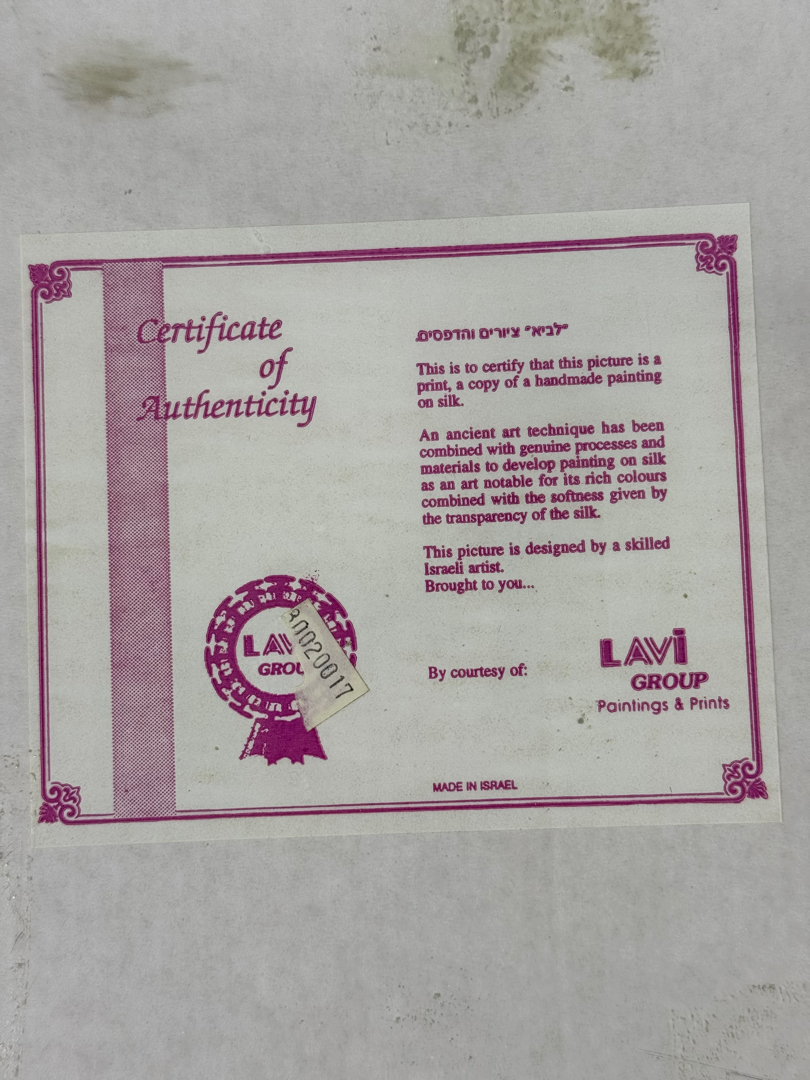 Certificate
of
Authenticity
"לביא" ציורים והדפסים.
This is to certify that this picture is a
print, a copy of a handmade painting
on silk.
An ancient art technique has been
combined with genuine processes and
materials to develop painting on silk
as an art notable for its rich colours
combined with the softness given by
the transparency of the silk.
This picture is designed by a skilled
Israeli artist.
Brought to you...
LAV
GROU
0020017
By courtesy of:
LAVi
GROUP
Paintings & Prints
MADE IN ISRAEL